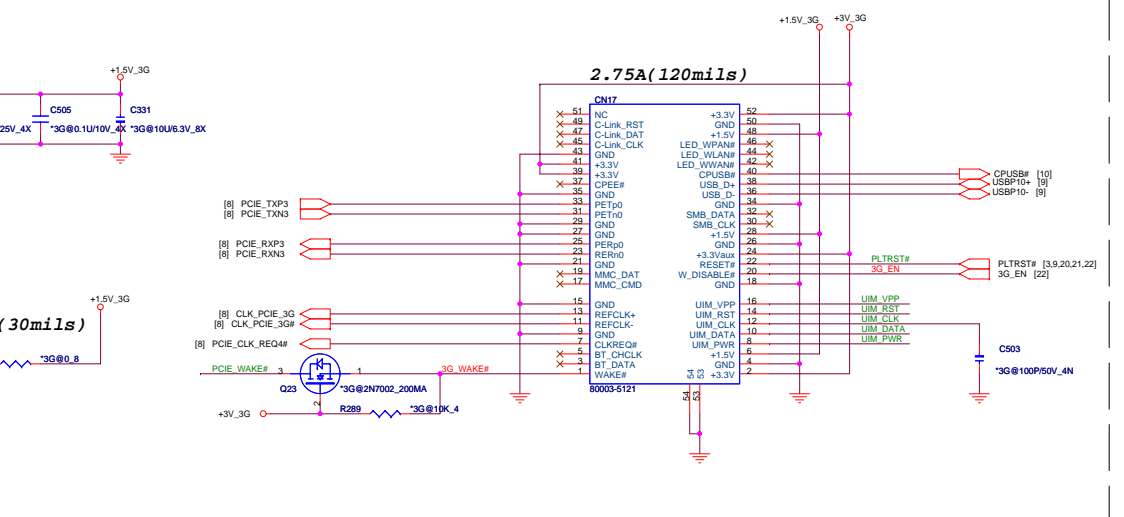 +1.5V_3G +3V_3G
+1.5V_3G
2.75A(120mils)
C505 C331
25V_4X *3G@0.1U/10V_4X *3G@10U/6.3V_8X
CN17
51 NC +3.3V 52
49 C-Link_RST GND 50
47 C-Link_DAT +1.5V 48
45 C-Link_CLK LED_WPAN# 46
43 GND LED_WLAN# 44
41 +3.3V LED_WWAN# 42
39 +3.3V CPUSB# 40 CPUSB# [10]
37 CPEE# USB_D+ 38 USBP10+ [9]
35 GND USB_D- 36 USBP10- [9]
[8] PCIE_TXP3 33 PETp0 GND 34
[8] PCIE_TXN3 31 PETn0 SMB_DATA 32
29 GND SMB_CLK 30
27 GND +1.5V 28
[8] PCIE_RXP3 25 PERp0 GND 26
[8] PCIE_RXN3 23 RERn0 +3.3Vaux 24
21 GND RESET# 22 PLTRST# PLTRST# [3,9,20,21,22]
19 MMC_DAT W_DISABLE# 20 3G_EN 3G_EN [22]
17 MMC_CMD GND 18
+1.5V_3G
15 GND UIM_VPP 16 UIM_VPP
[8] CLK_PCIE_3G 13 REFCLK+ UIM_RST 14 UIM_RST
[8] CLK_PCIE_3G# 11 REFCLK- UIM_CLK 12 UIM_CLK
(30mils)
9 GND UIM_DATA 10 UIM_DATA
[8] PCIE_CLK_REQ4# 7 CLKREQ# UIM_PWR 8 UIM_PWR
5 BT_CHCLK +1.5V 6 C503
*3G@0_8
3 BT_DATA GND 4
PCIE_WAKE# 3 1 3G_WAKE# 1 WAKE# +3.3V 2 *3G@100P/50V_4N
54 53
Q23 *3G@2N7002_200MA 80003-5121
2 54 53
+3V_3G R289 *3G@10K_4